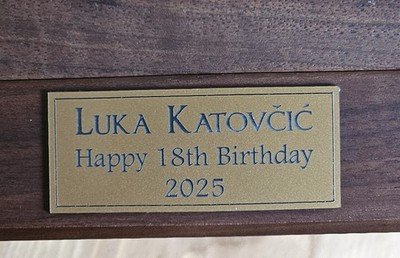 Luka Katovčić
Happy 18th Birthday
2025